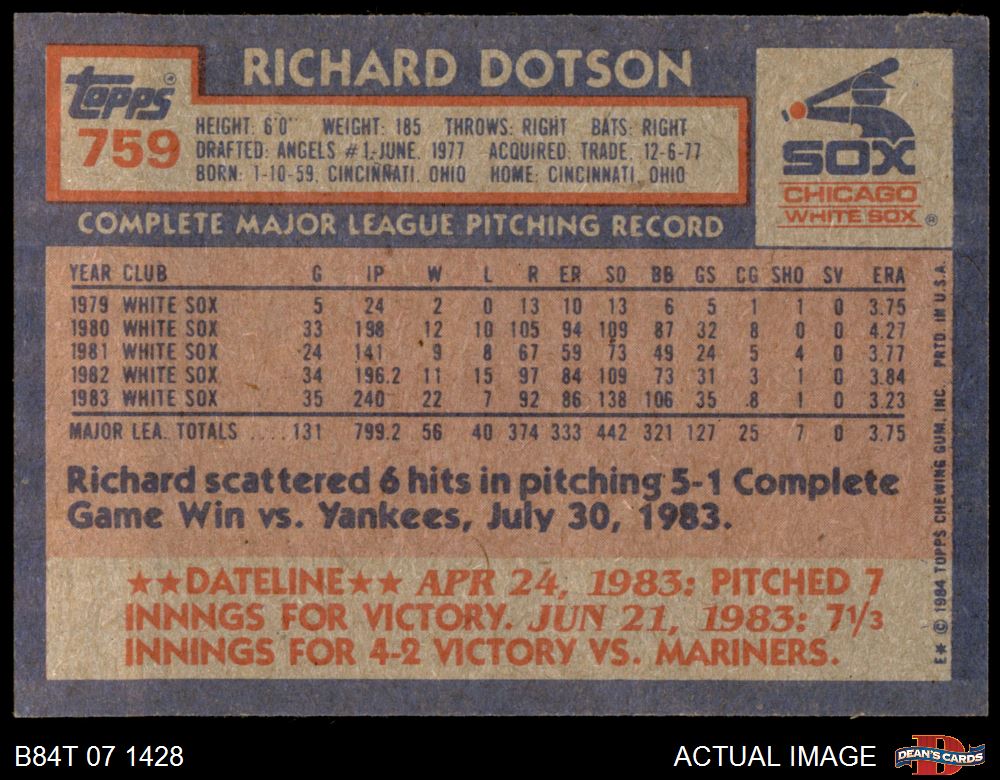 RICHARD DOTSON
topps ®
759
HEIGHT: 6'0" WEIGHT: 185 THROWS: RIGHT BATS: RIGHT
DRAFTED: ANGELS #1-JUNE, 1977 ACQUIRED: TRADE, 12-6-77
BORN: 1-10-59, CINCINNATI, OHIO HOME: CINCINNATI, OHIO
SOX
CHICAGO
WHITE SOX ®
COMPLETE MAJOR LEAGUE PITCHING RECORD
YEAR CLUB G IP W L R ER SO BB GS CG SHO SV ERA
1979 WHITE SOX 5 24 2 0 13 10 13 6 5 1 1 0 3.75
1980 WHITE SOX 33 198 12 10 105 94 109 87 32 8 0 0 4.27
1981 WHITE SOX 24 141 9 8 67 59 73 49 24 5 4 0 3.77
1982 WHITE SOX 34 196.2 11 15 97 84 109 73 31 3 1 0 3.84
1983 WHITE SOX 35 240 22 7 92 86 138 106 35 8 1 0 3.23
MAJOR LEA. TOTALS ....131 799.2 56 40 374 333 442 321 127 25 7 0 3.75
Richard scattered 6 hits in pitching 5-1 Complete
Game Win vs. Yankees, July 30, 1983.
★★DATELINE★★ APR 24, 1983: PITCHED 7
INNNGS FOR VICTORY. JUN 21, 1983: 7 1/3
INNINGS FOR 4-2 VICTORY VS. MARINERS.
E* © 1984 TOPPS CHEWING GUM, INC. PRTD. IN U.S.A.
B84T 07 1428
ACTUAL IMAGE
D
DEAN'S CARDS